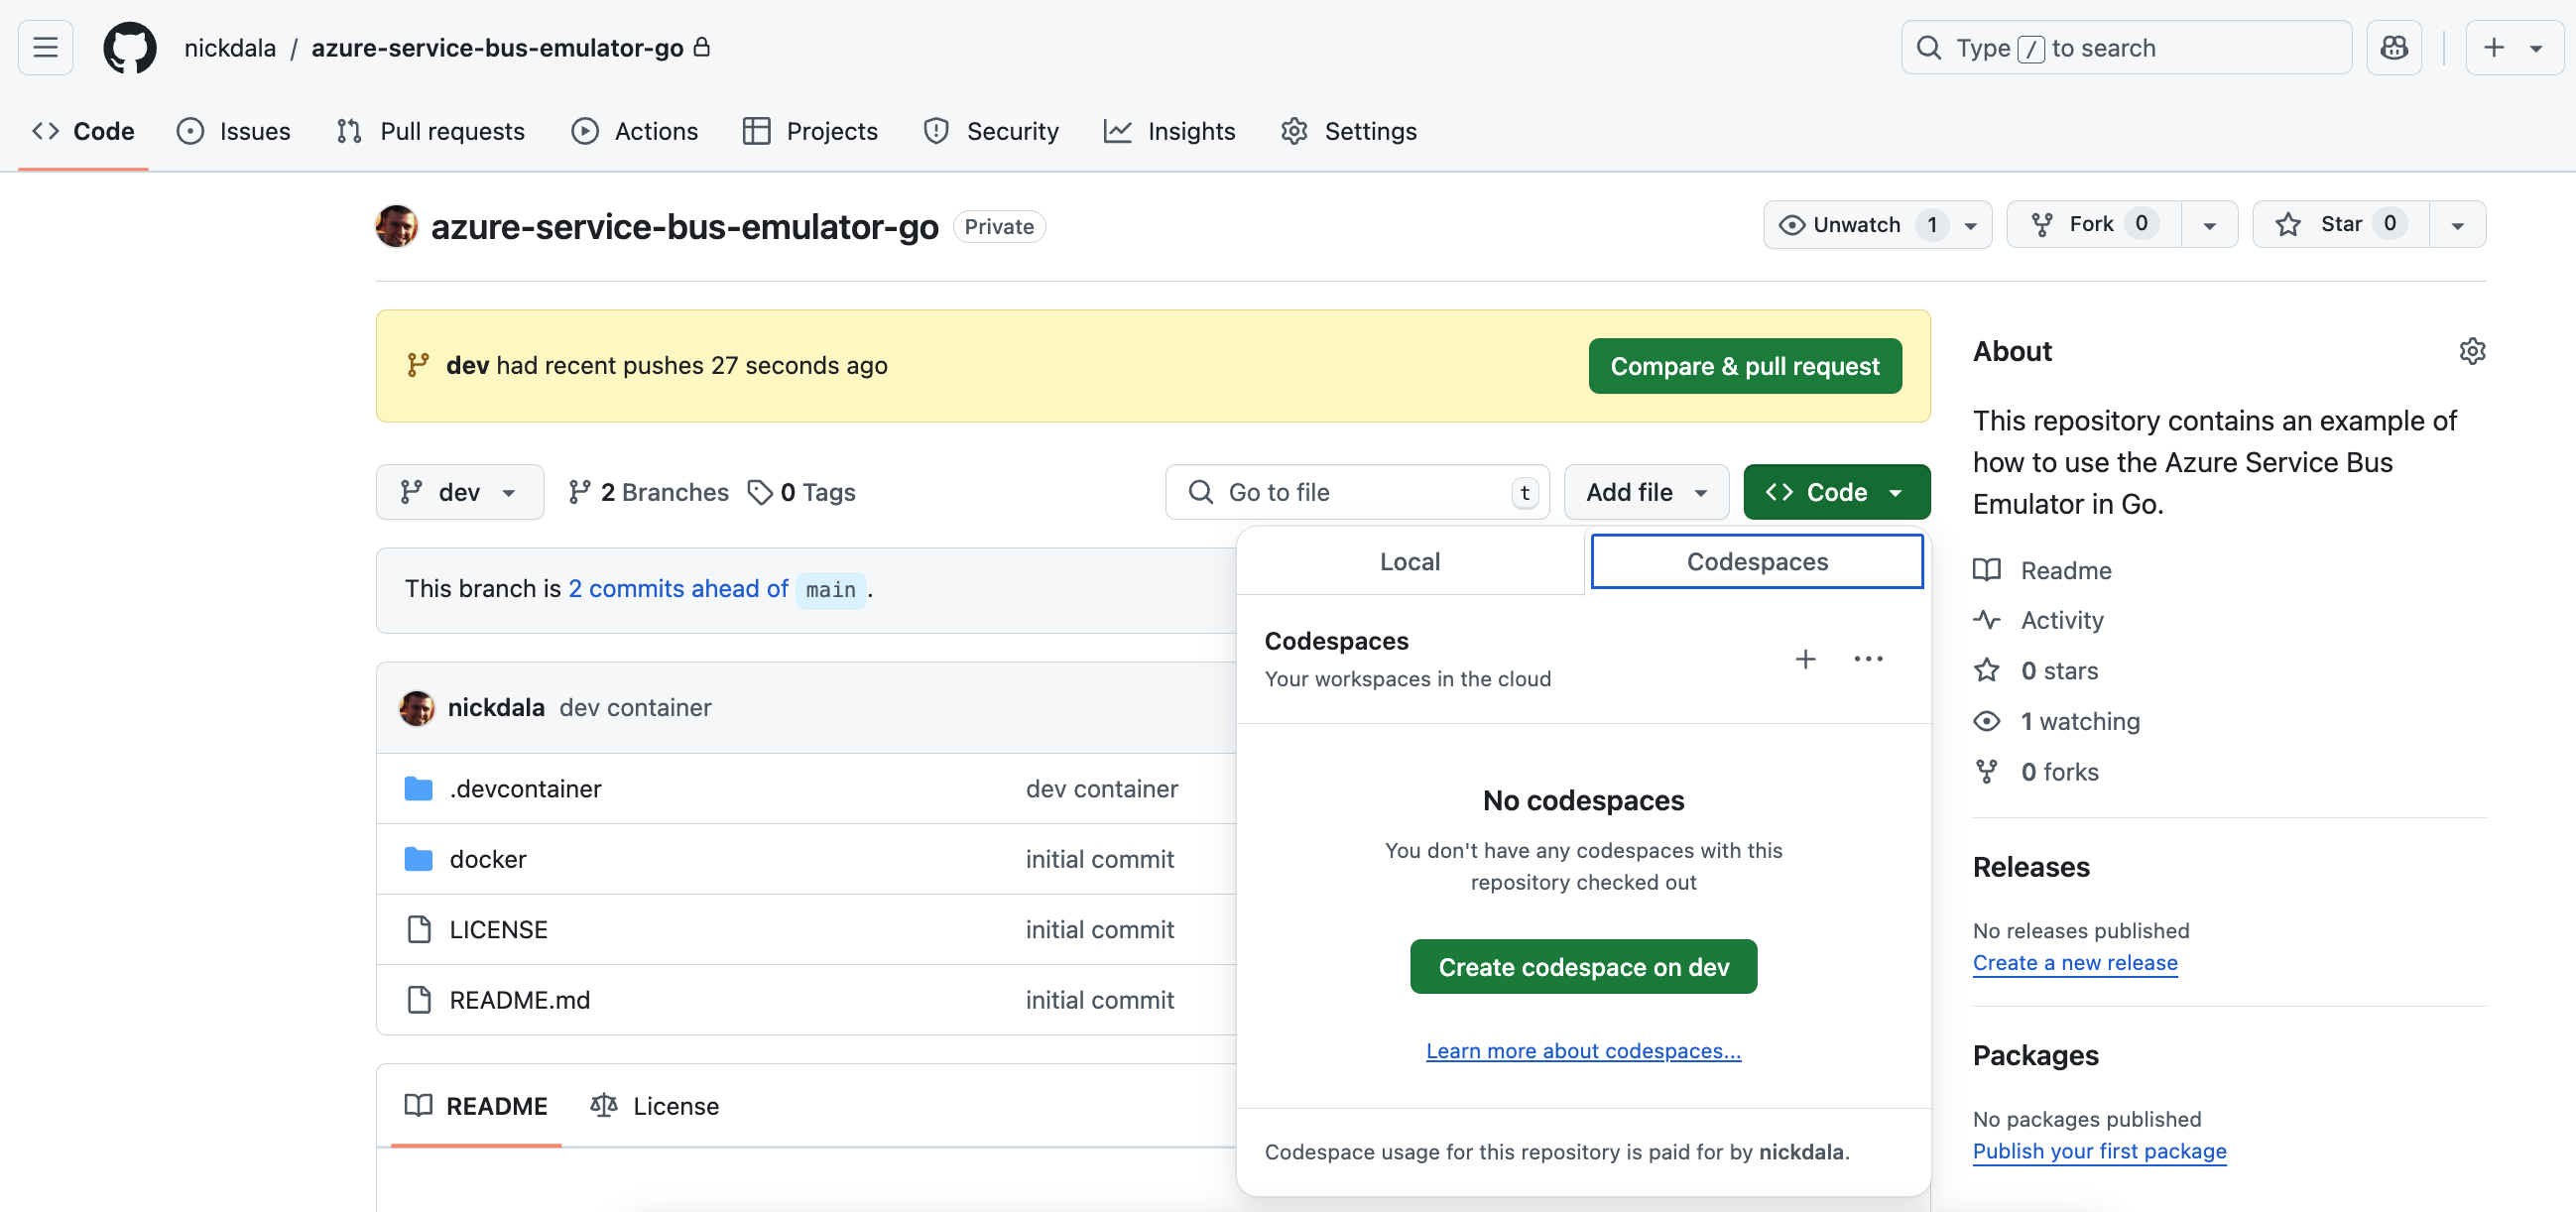 nickdala / azure-service-bus-emulator-go
Type / to search
Code Issues Pull requests Actions Projects Security Insights Settings
azure-service-bus-emulator-go Private
Unwatch 1 Fork 0 Star 0
dev had recent pushes 27 seconds ago
Compare & pull request
dev 2 Branches 0 Tags
Go to file t
Add file
Code
This branch is 2 commits ahead of main.
nickdala dev container
.devcontainer dev container
docker initial commit
LICENSE initial commit
README.md initial commit
README License
Local Codespaces
Codespaces
Your workspaces in the cloud
No codespaces
You don't have any codespaces with this
repository checked out
Create codespace on dev
Learn more about codespaces...
Codespace usage for this repository is paid for by nickdala.
About
This repository contains an example of
how to use the Azure Service Bus
Emulator in Go.
Readme
Activity
0 stars
1 watching
0 forks
Releases
No releases published
Create a new release
Packages
No packages published
Publish your first package